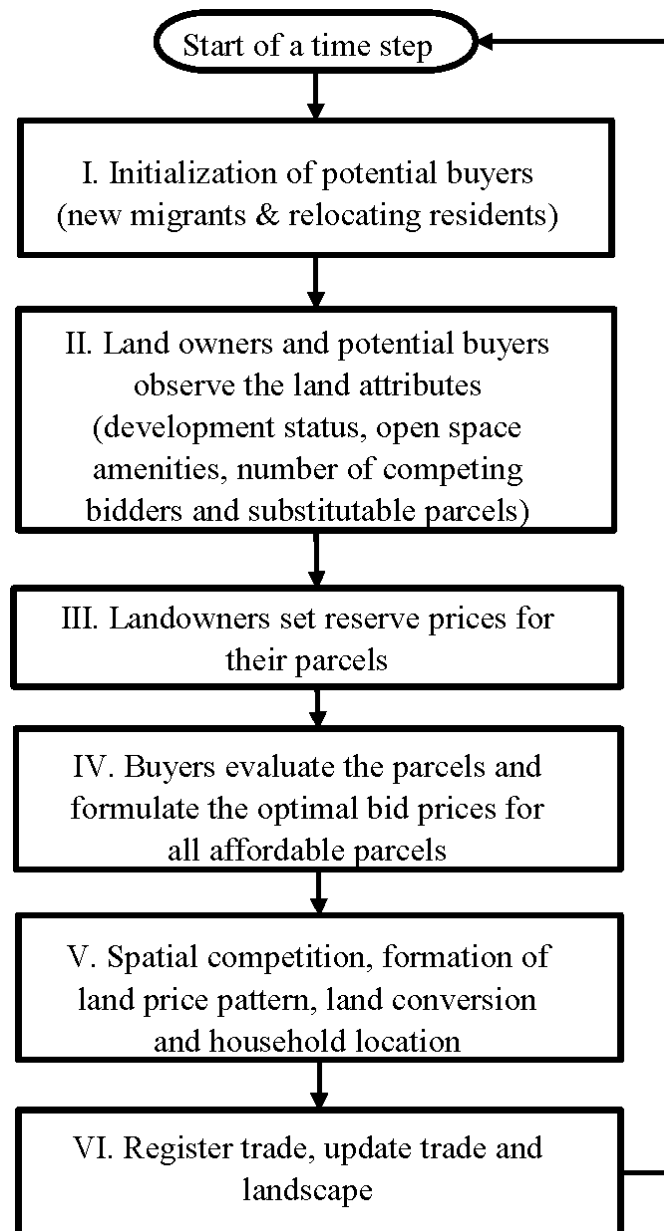 Start of a time step
I. Initialization of potential buyers
(new migrants & relocating residents)
II. Land owners and potential buyers
observe the land attributes
(development status, open space
amenities, number of competing
bidders and substitutable parcels)
III. Landowners set reserve prices for
their parcels
IV. Buyers evaluate the parcels and
formulate the optimal bid prices for
all affordable parcels
V. Spatial competition, formation of
land price pattern, land conversion
and household location
VI. Register trade, update trade and
landscape